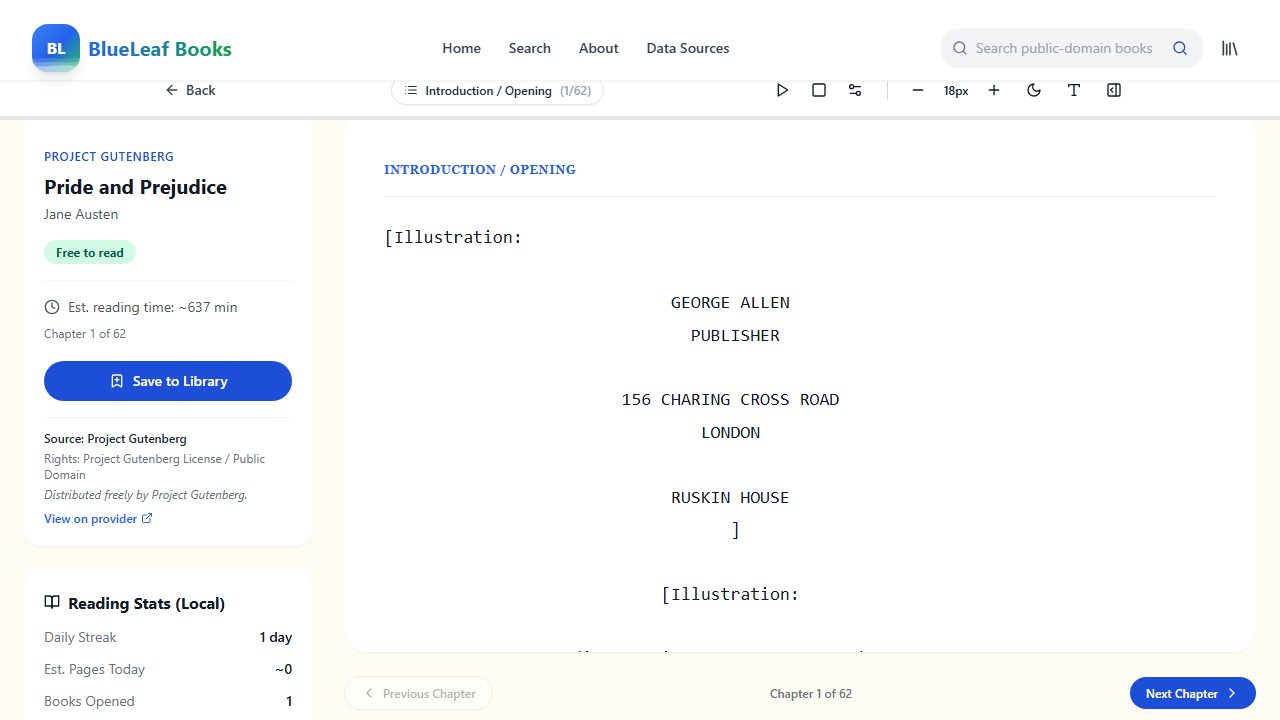 BL BlueLeaf Books
Home
Search
About
Data Sources
Search public-domain books
Back
Introduction / Opening (1/62)
18px
PROJECT GUTENBERG
Pride and Prejudice
Jane Austen
Free to read
Est. reading time: ~637 min
Chapter 1 of 62
Save to Library
Source: Project Gutenberg
Rights: Project Gutenberg License / Public
Domain
Distributed freely by Project Gutenberg.
View on provider
Reading Stats (Local)
Daily Streak 1 day
Est. Pages Today ~0
Books Opened 1
INTRODUCTION / OPENING
[Illustration:
GEORGE ALLEN
PUBLISHER
156 CHARING CROSS ROAD
LONDON
RUSKIN HOUSE
]
[Illustration:
Previous Chapter
Chapter 1 of 62
Next Chapter